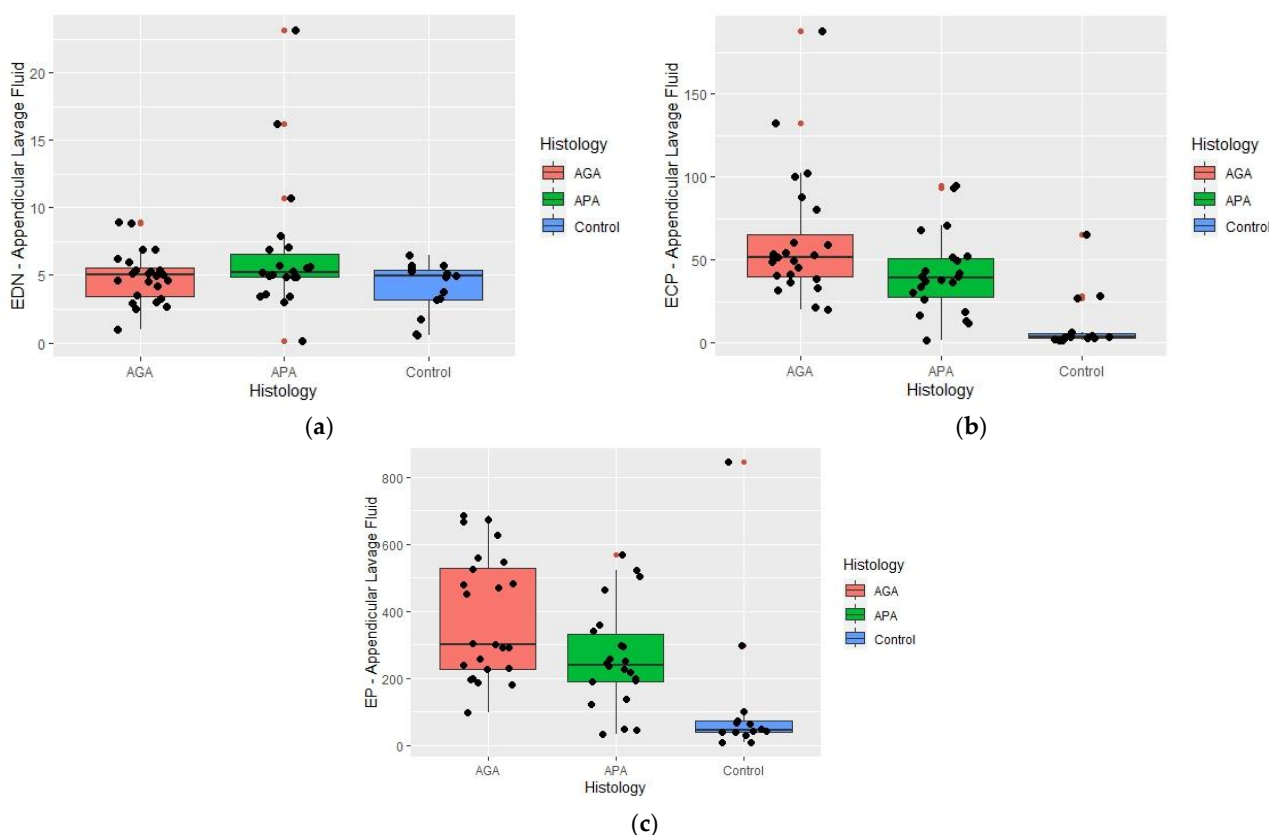 EDN - Appendicular Lavage Fluid
20
15
10
5
0
AGA
APA
Control
Histology
Histology
AGA
APA
Control
(a)
ECP - Appendicular Lavage Fluid
150
100
50
0
AGA
APA
Control
Histology
Histology
AGA
APA
Control
(b)
EP - Appendicular Lavage Fluid
800
600
400
200
0
AGA
APA
Control
Histology
Histology
AGA
APA
Control
(c)